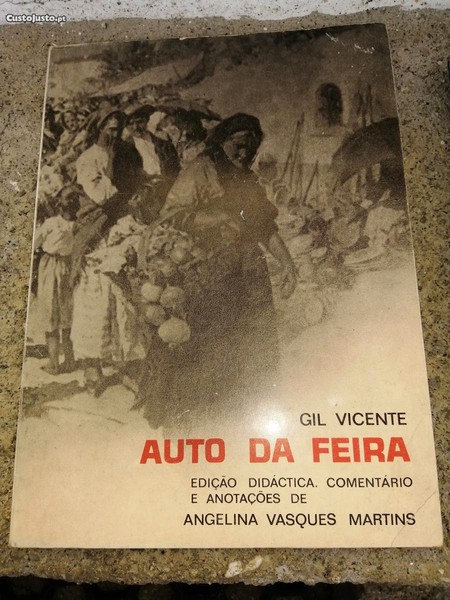 CustoJusto.pt
GIL VICENTE
AUTO DA FEIRA
EDIÇÃO DIDÁCTICA. COMENTÁRIO
E ANOTAÇÕES DE
ANGELINA VASQUES MARTINS